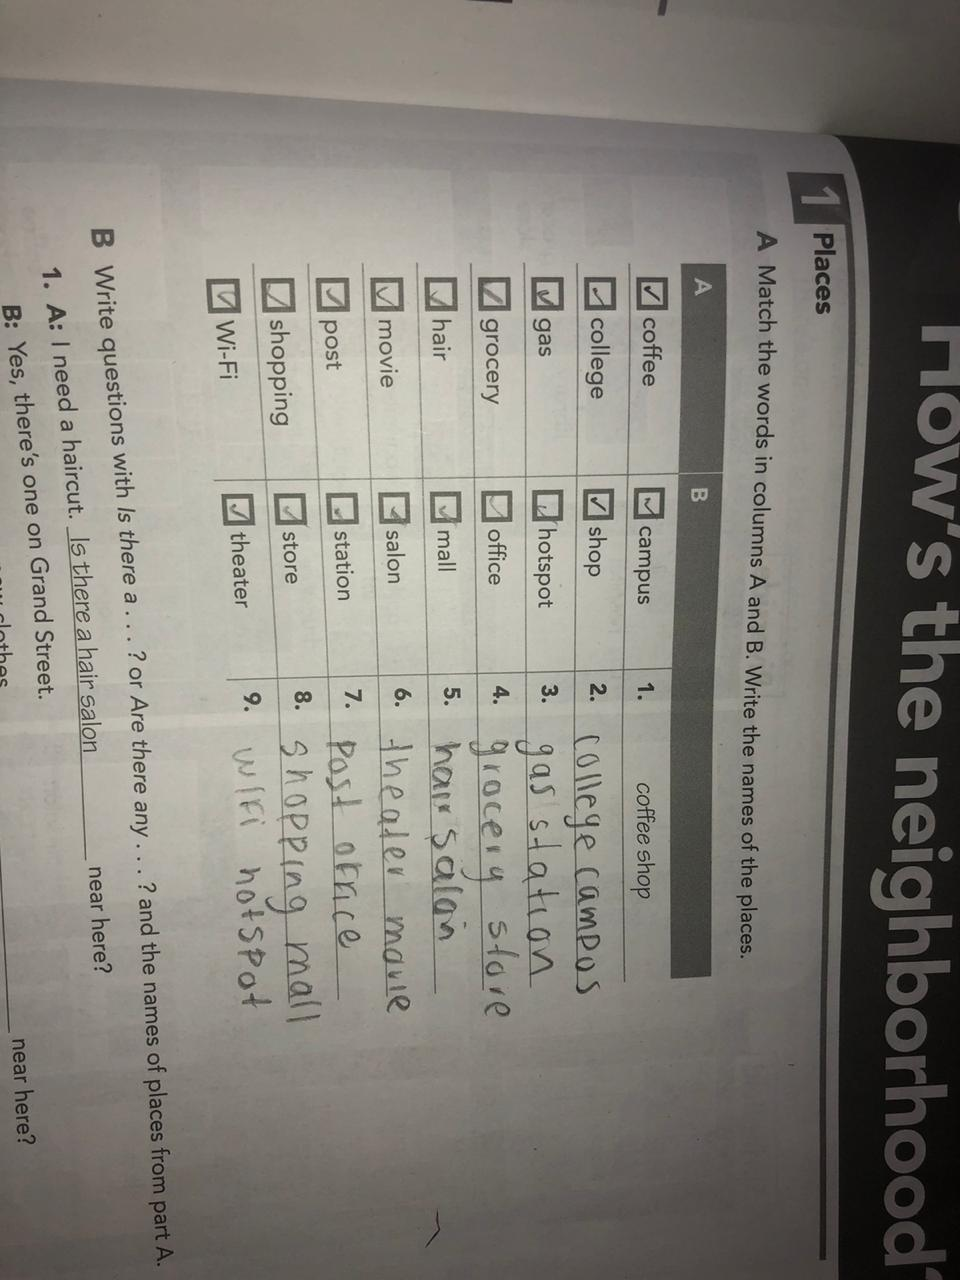 How's the neighborhood
1 Places
A Match the words in columns A and B. Write the names of the places.
A B
coffee campus 1. coffee shop
college shop 2. college campos
gas hotspot 3. gas station
grocery office 4. grocery store
hair mall 5. hair salon
movie salon 6. theater movie
post station 7. post office
shopping store 8. shopping mall
Wi-Fi theater 9. wifi hotspot
B Write questions with Is there a . . . ? or Are there any . . . ? and the names of places from part A.
1. A: I need a haircut. Is there a hair salon near here?
B: Yes, there's one on Grand Street.
clothes near here?